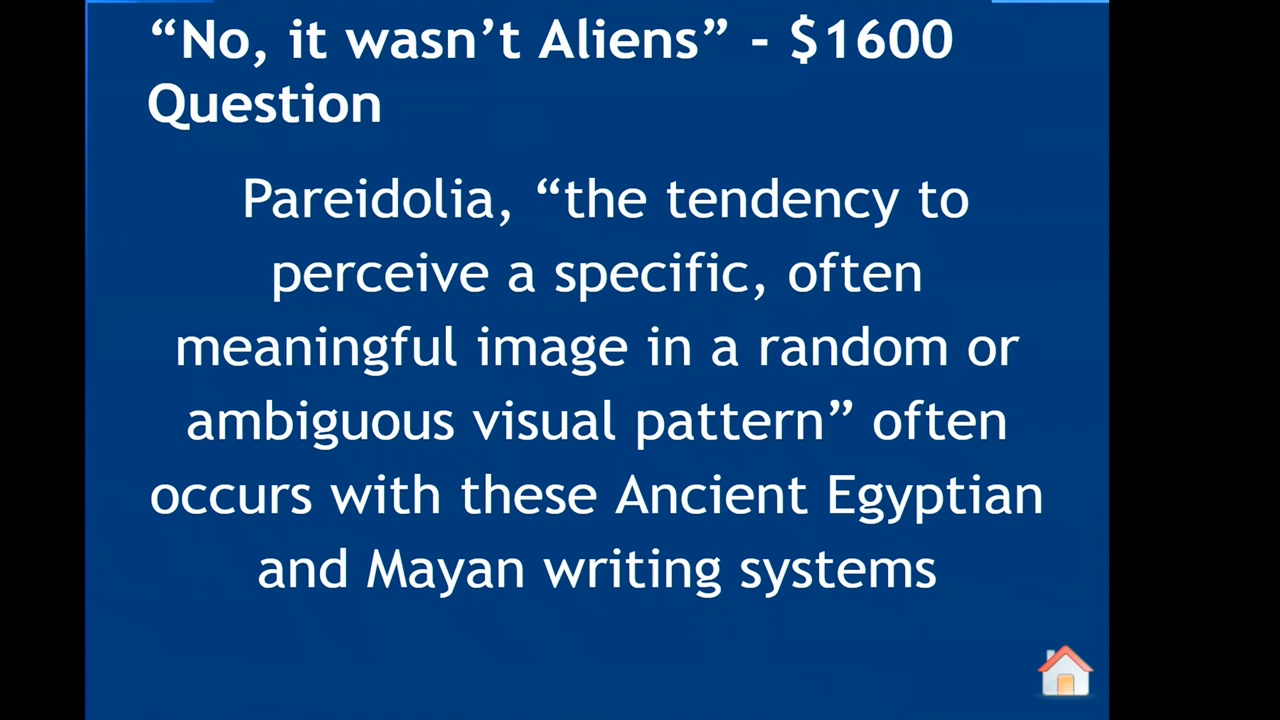 “No, it wasn’t Aliens” - $1600
Question
Pareidolia, “the tendency to
perceive a specific, often
meaningful image in a random or
ambiguous visual pattern” often
occurs with these Ancient Egyptian
and Mayan writing systems